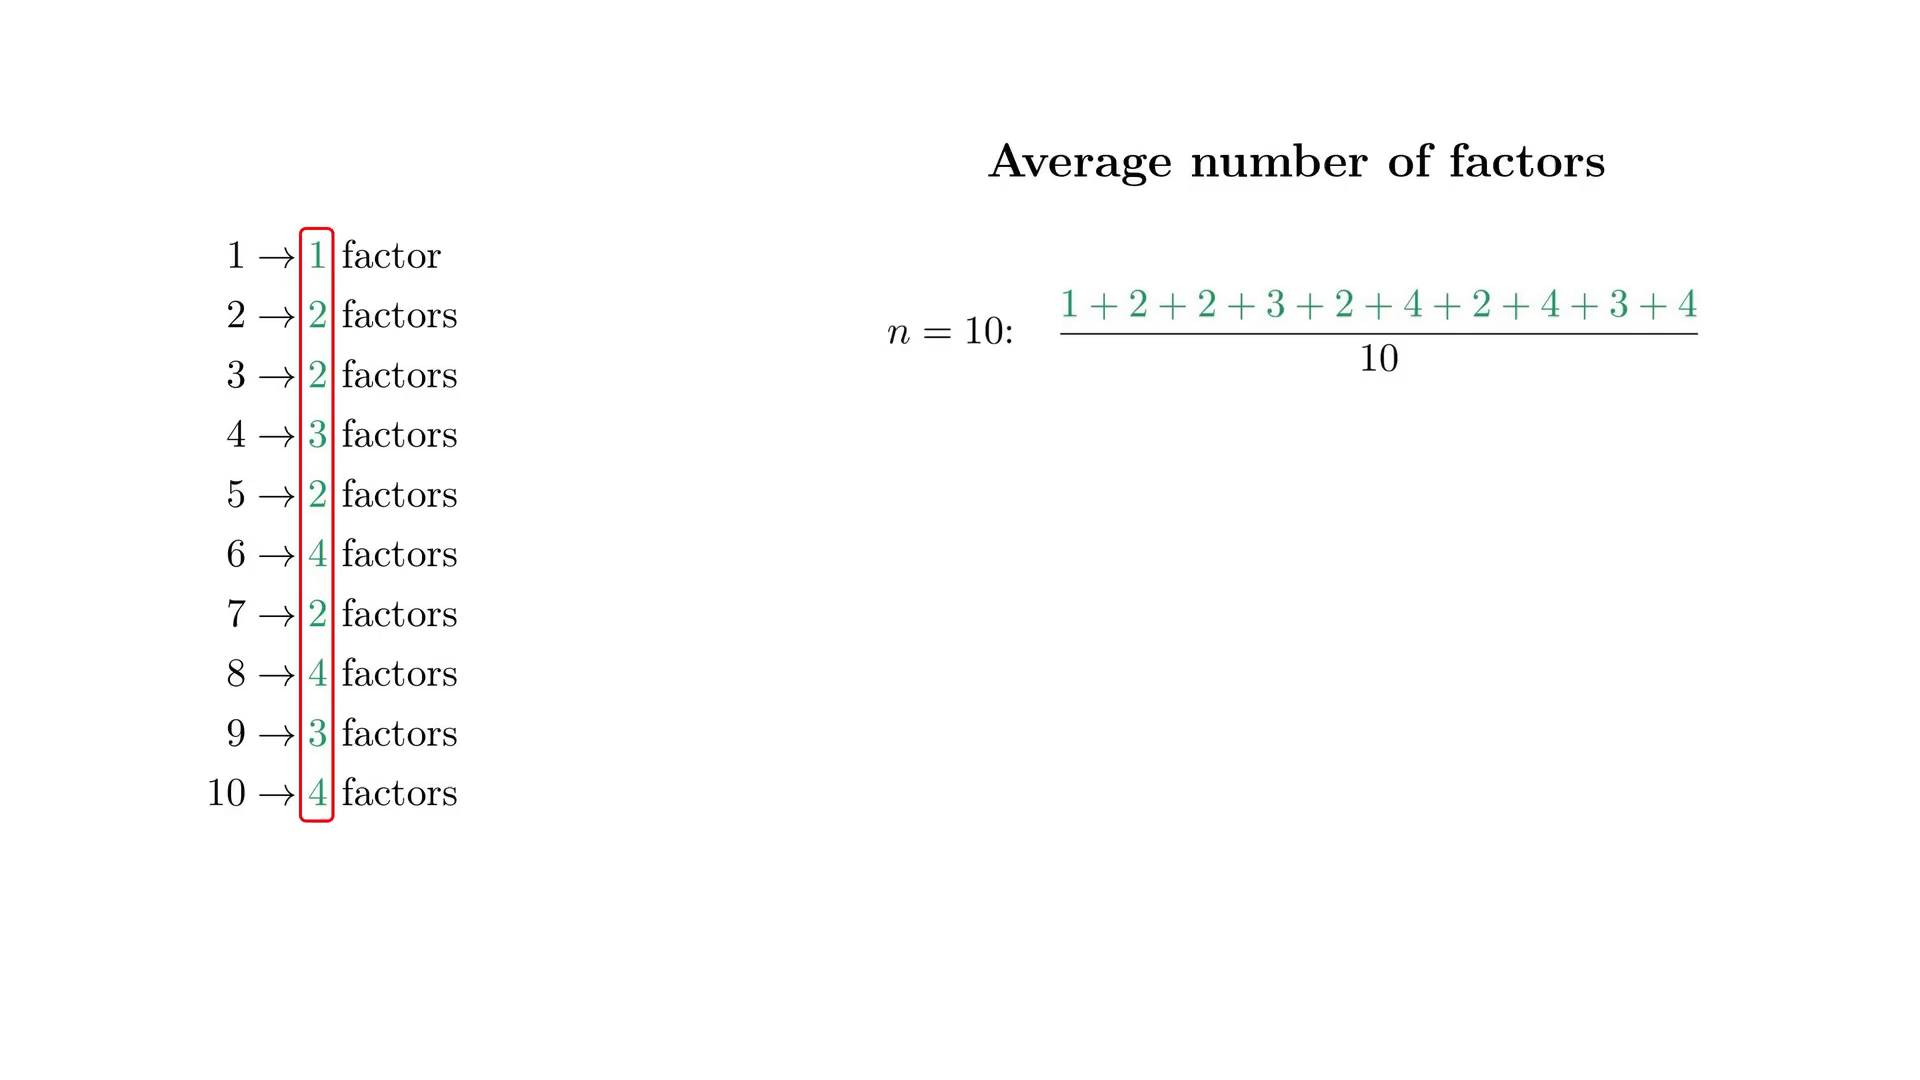 Average number of factors
1 → 1 factor
2 → 2 factors
3 → 2 factors
4 → 3 factors
5 → 2 factors
6 → 4 factors
7 → 2 factors
8 → 4 factors
9 → 3 factors
10 → 4 factors
n = 10:
1 + 2 + 2 + 3 + 2 + 4 + 2 + 4 + 3 + 4
10